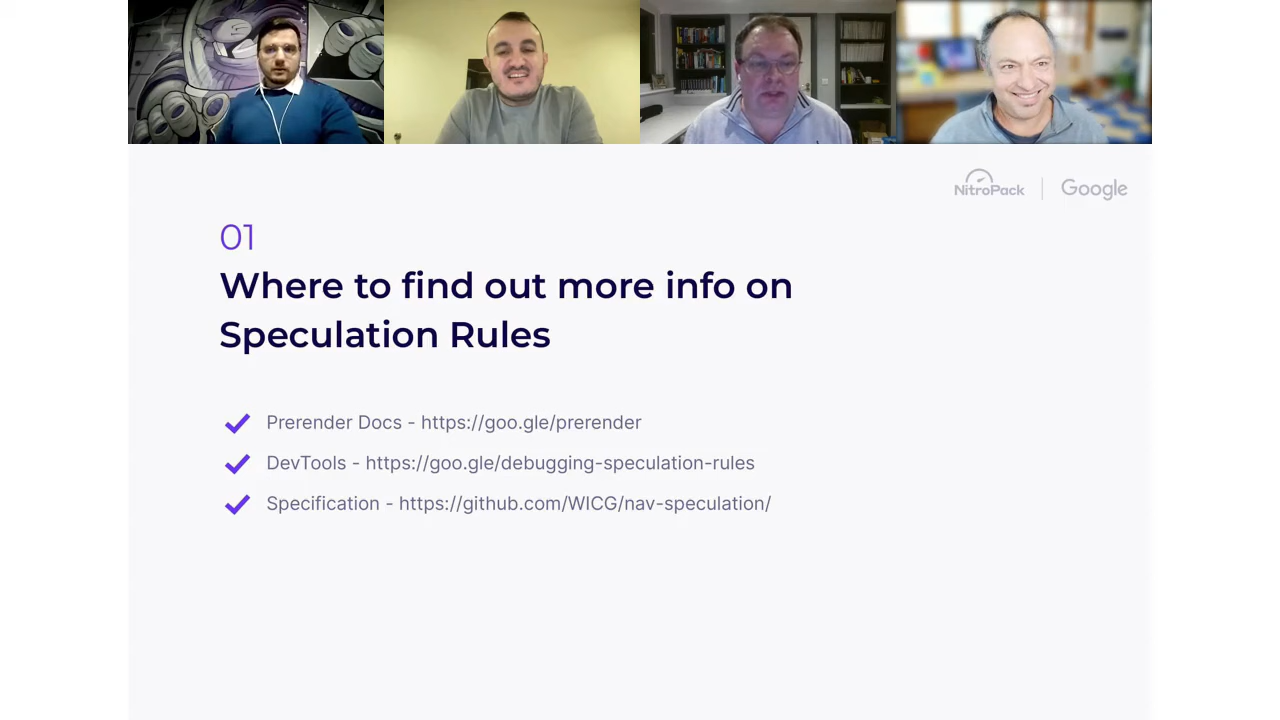 NitroPack | Google
01
Where to find out more info on
Speculation Rules
Prerender Docs - https://goo.gle/prerender
DevTools - https://goo.gle/debugging-speculation-rules
Specification - https://github.com/WICG/nav-speculation/